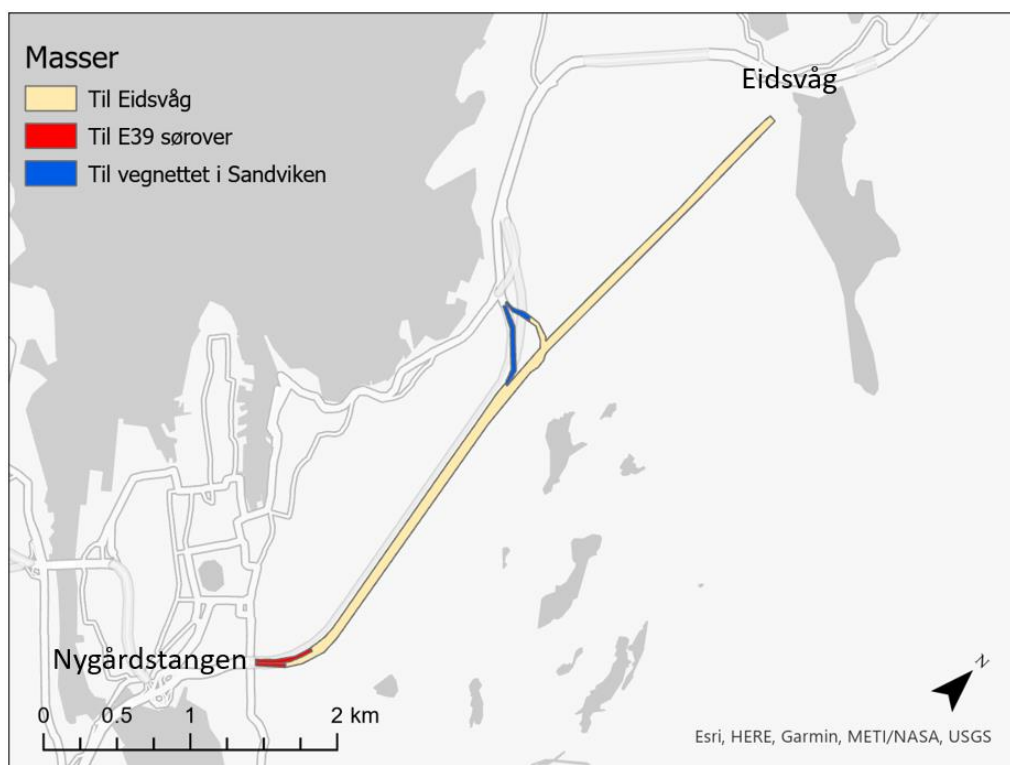 Masser
Til Eidsvåg
Til E39 sørover
Til vegnettet i Sandviken
Eidsvåg
Nygårdstangen
0 0.5 1 2 km
N
Esri, HERE, Garmin, METI/NASA, USGS